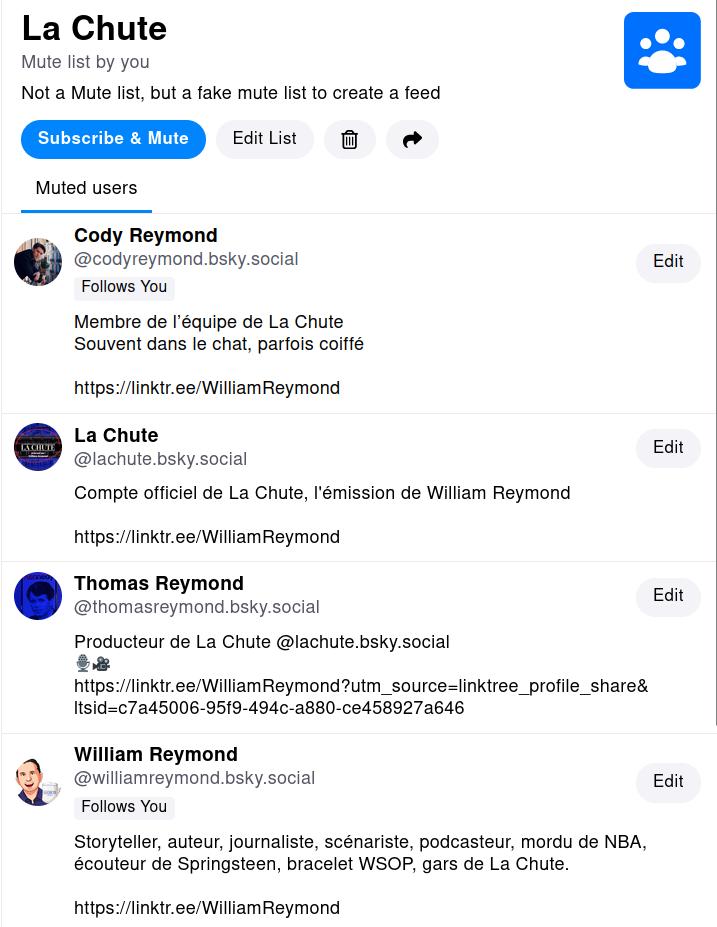 La Chute
Mute list by you
Not a Mute list, but a fake mute list to create a feed
Subscribe & Mute
Edit List
Muted users
Cody Reymond
@codyreymond.bsky.social
Edit
Follows You
Membre de l’équipe de La Chute
Souvent dans le chat, parfois coiffé
https://linktr.ee/WilliamReymond
LA CHUTE
La Chute
@lachute.bsky.social
Edit
Compte officiel de La Chute, l'émission de William Reymond
https://linktr.ee/WilliamReymond
Thomas Reymond
@thomasreymond.bsky.social
Edit
Producteur de La Chute @lachute.bsky.social
🎙️🎥
https://linktr.ee/WilliamReymond?utm_source=linktree_profile_share&
ltsid=c7a45006-95f9-494c-a880-ce458927a646
William Reymond
@williamreymond.bsky.social
Edit
Follows You
Storyteller, auteur, journaliste, scénariste, podcasteur, mordu de NBA,
écouteur de Springsteen, bracelet WSOP, gars de La Chute.
https://linktr.ee/WilliamReymond